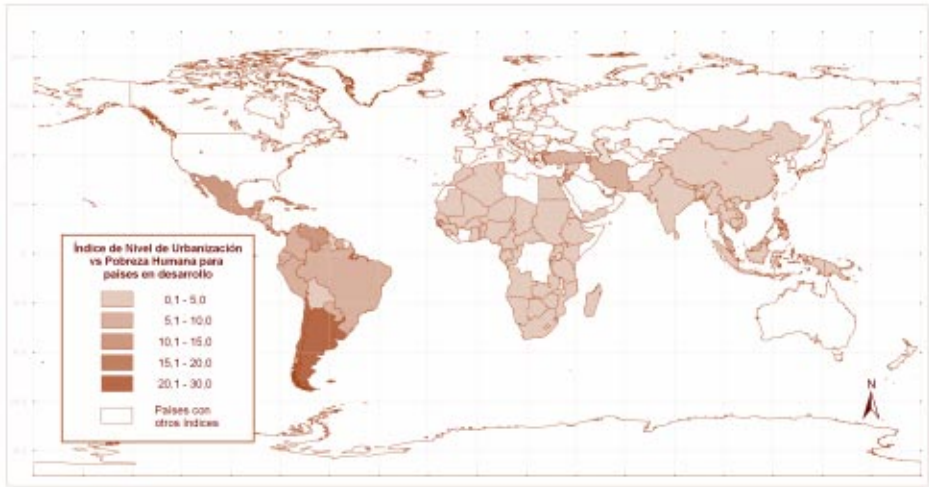 Índice de Nivel de Urbanización
vs Pobreza Humana para
países en desarrollo
0,1 - 5,0
5,1 - 10,0
10,1 - 15,0
15,1 - 20,0
20,1 - 30,0
Países con
otros índices
N